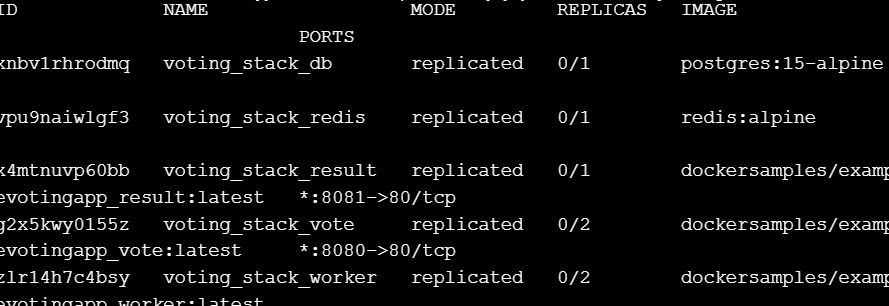 ID NAME MODE REPLICAS IMAGE
PORTS
xnbv1rhrodmq voting_stack_db replicated 0/1 postgres:15-alpine
vpu9naiwlgf3 voting_stack_redis replicated 0/1 redis:alpine
x4mtnuvp60bb voting_stack_result replicated 0/1 dockersamples/examp
evotingapp_result:latest *:8081->80/tcp
g2x5kwy0155z voting_stack_vote replicated 0/2 dockersamples/examp
evotingapp_vote:latest *:8080->80/tcp
zlr14h7c4bsy voting_stack_worker replicated 0/2 dockersamples/examp
evotingapp_worker:latest